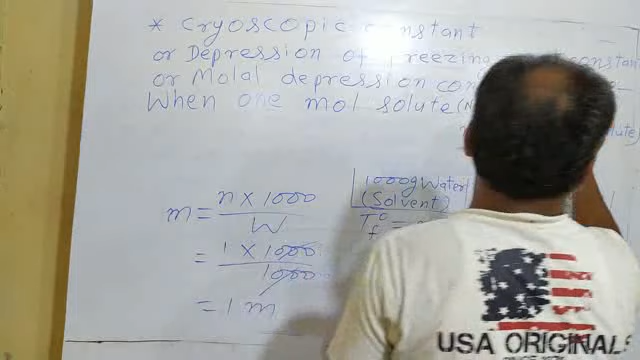 * Cryoscopic constant
or Depression of freezing constant
or Molal depression con
When one mol solute (N
lute)
1000g Water
(Solvent)
m = n × 1000 / W
T°f =
= 1 × 1000 / 1000
= 1 m
USA ORIGINALS